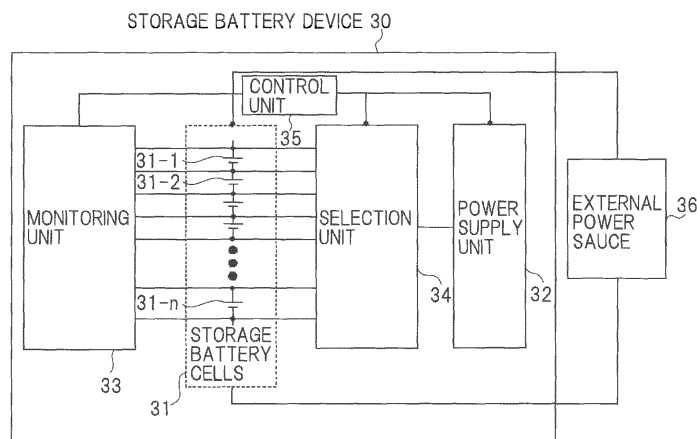 STORAGE BATTERY DEVICE 30
CONTROL
UNIT
35
31-1
31-2
MONITORING
UNIT
SELECTION
UNIT
POWER
SUPPLY
UNIT
EXTERNAL
POWER
SAUCE
36
31-n
34
32
STORAGE
BATTERY
CELLS
33
31